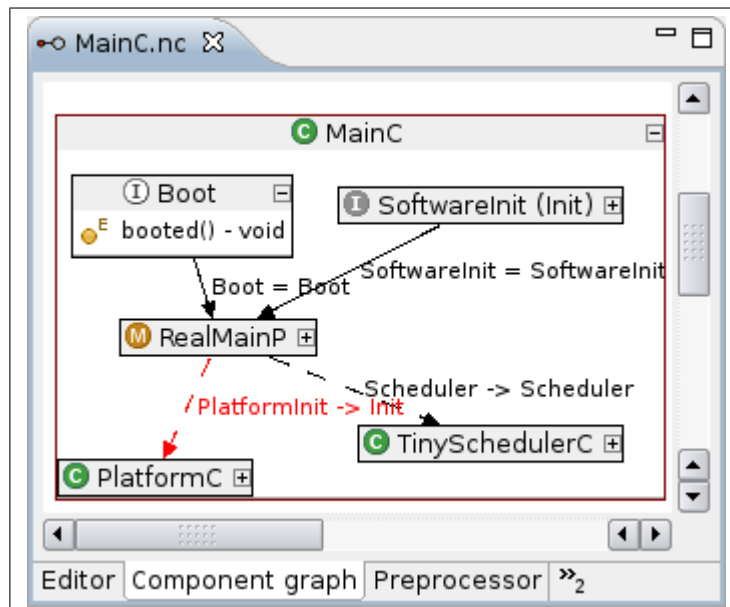 MainC.nc
C MainC
I Boot
E booted() - void
I SoftwareInit (Init)
Boot = Boot
SoftwareInit = SoftwareInit
M RealMainP
Scheduler -> Scheduler
PlatformInit -> Init
C TinySchedulerC
C PlatformC
Editor Component graph Preprocessor »2